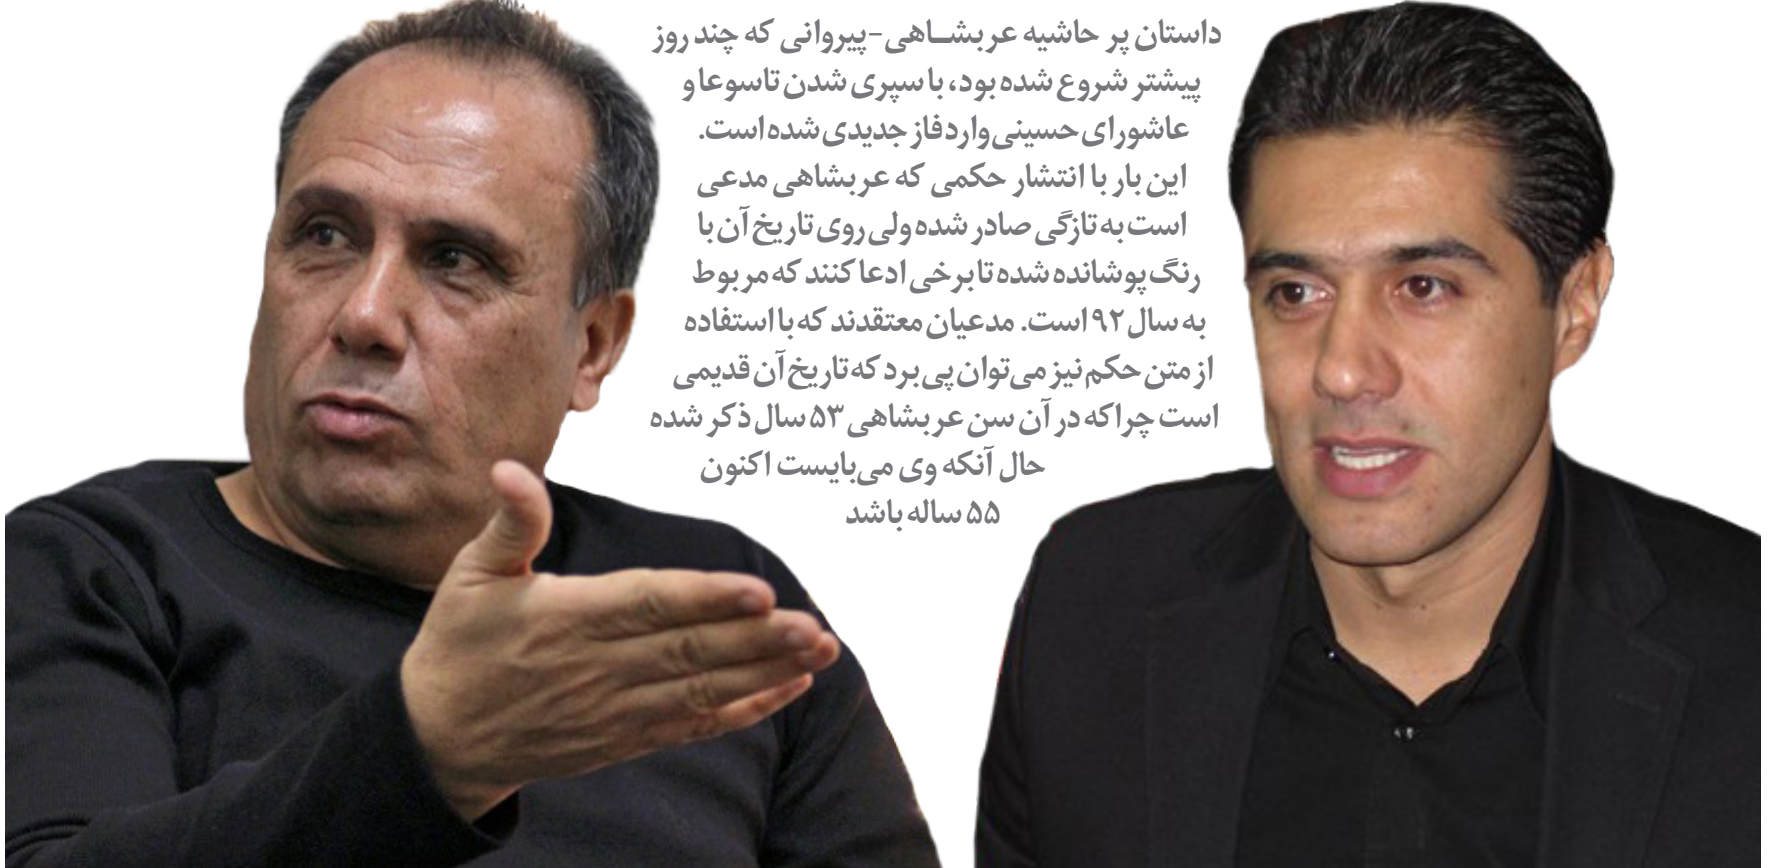 داستان پر حاشیه عربشاهی-پیروانی که چند روز
پیشتر شروع شده بود، با سپری شدن تاسوعا و
عاشورای حسینی وارد فاز جدیدی شده است.
این بار با انتشار حکمی که عربشاهی مدعی
است به تازگی صادر شده ولی روی تاریخ آن با
رنگ پوشانده شده تا برخی ادعا کنند که مربوط
به سال ۹۲ است. مدعیان معتقدند که با استفاده
از متن حکم نیز می‌توان پی برد که تاریخ آن قدیمی
است چراکه در آن سن عربشاهی ۵۳ سال ذکر شده
حال آنکه وی می‌بایست اکنون
۵۵ ساله باشد